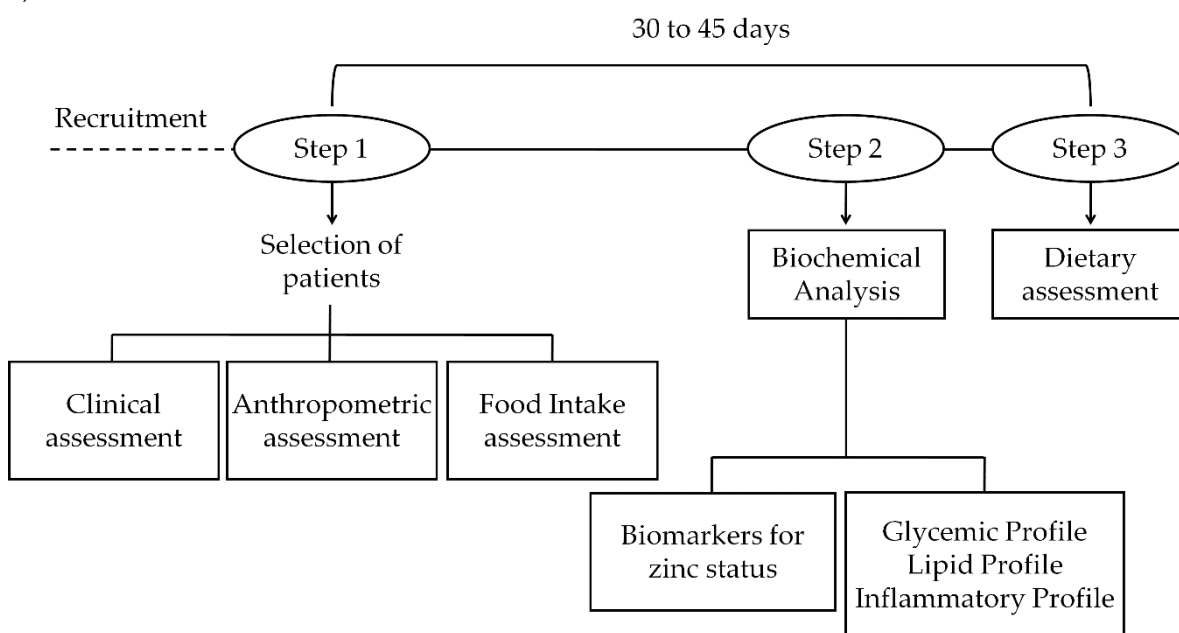 30 to 45 days
Recruitment
Step 1
Step 2
Step 3
Selection of
patients
Biochemical
Analysis
Dietary
assessment
Clinical
assessment
Anthropometric
assessment
Food Intake
assessment
Biomarkers for
zinc status
Glycemic Profile
Lipid Profile
Inflammatory Profile